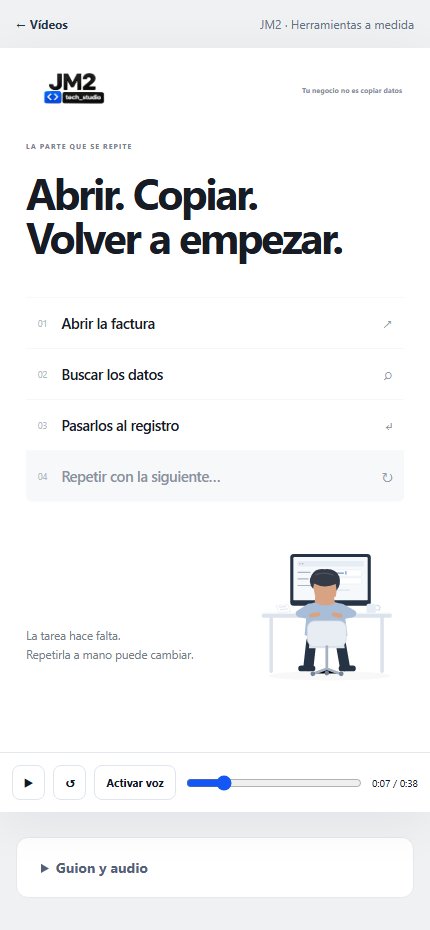 ← Vídeos
JM2 · Herramientas a medida
JM2
<> tech_studio
Tu negocio no es copiar datos
LA PARTE QUE SE REPITE
Abrir. Copiar.
Volver a empezar.
01 Abrir la factura ↗
02 Buscar los datos
03 Pasarlos al registro ↲
04 Repetir con la siguiente... ↻
La tarea hace falta.
Repetirla a mano puede cambiar.
▶ ↺ Activar voz 0:07 / 0:38
▶ Guion y audio